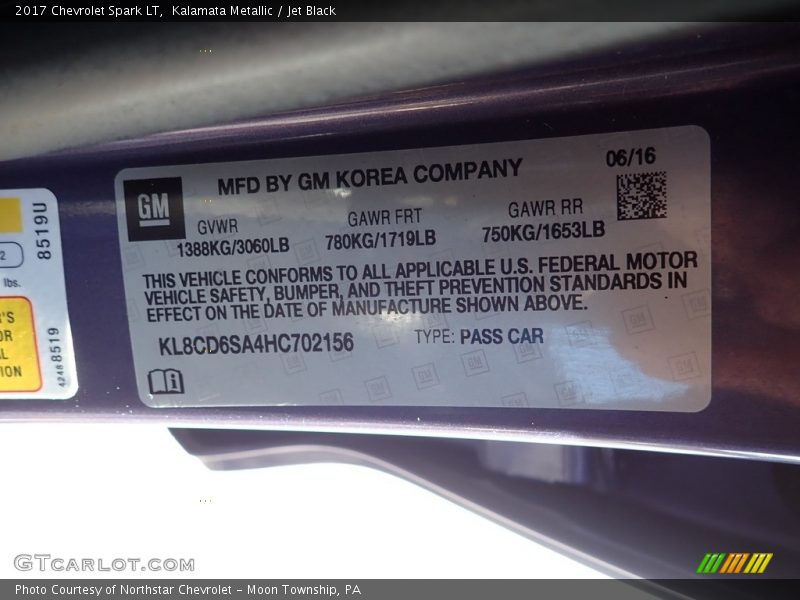 2017 Chevrolet Spark LT,  Kalamata Metallic / Jet Black
MFD BY GM KOREA COMPANY
06/16
GM
GVWR
1388KG/3060LB
GAWR FRT
780KG/1719LB
GAWR RR
750KG/1653LB
THIS VEHICLE CONFORMS TO ALL APPLICABLE U.S. FEDERAL MOTOR
VEHICLE SAFETY, BUMPER, AND THEFT PREVENTION STANDARDS IN
EFFECT ON THE DATE OF MANUFACTURE SHOWN ABOVE.
KL8CD6SA4HC702156
TYPE: PASS CAR
8519U
2
lbs.
42488519
GTcarlot.com
Photo Courtesy of Northstar Chevrolet - Moon Township, PA